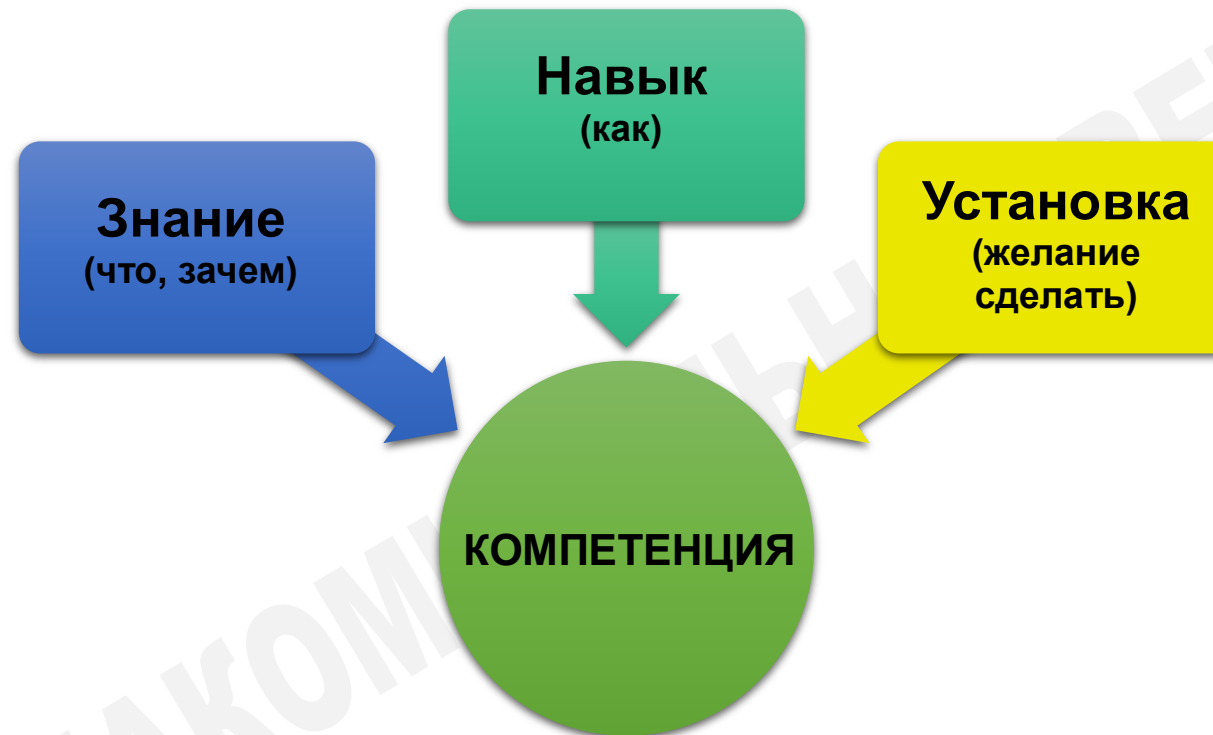 Навык
(как)
Знание
(что, зачем)
Установка
(желание
сделать)
КОМПЕТЕНЦИЯ